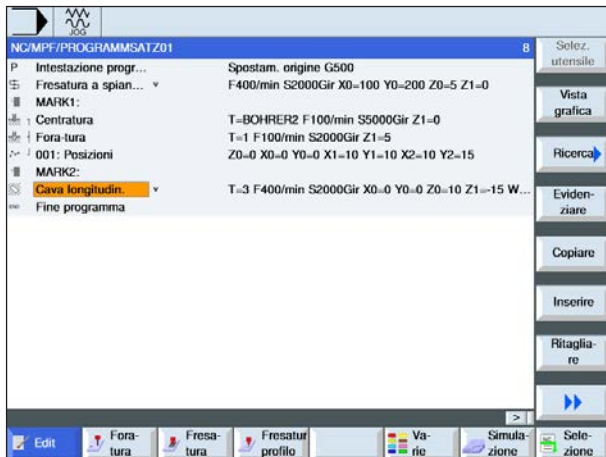 JOG
NC/MPF/PROGRAMMSATZ01 8
P Intestazione progr... Spostam. origine G500
Fresatura a spian... F400/min S2000Gir X0=100 Y0=200 Z0=5 Z1=0
MARK1:
Centratura T=BOHRER2 F100/min S5000Gir Z1=0
Fora-tura T=1 F100/min S2000Gir Z1=5
001: Posizioni Z0=0 X0=0 Y0=0 X1=10 Y1=10 X2=10 Y2=15
MARK2:
Cava longitudin. T=3 F400/min S2000Gir X0=0 Y0=0 Z0=10 Z1=-15 W...
END Fine programma
Selez.
utensile
Vista
grafica
Ricerca
Eviden-
ziare
Copiare
Inserire
Ritaglia-
re
>
Edit
Fora-
tura
Fresa-
tura
Fresatur
profilo
Va-
rie
Simula-
zione
Sele-
zione